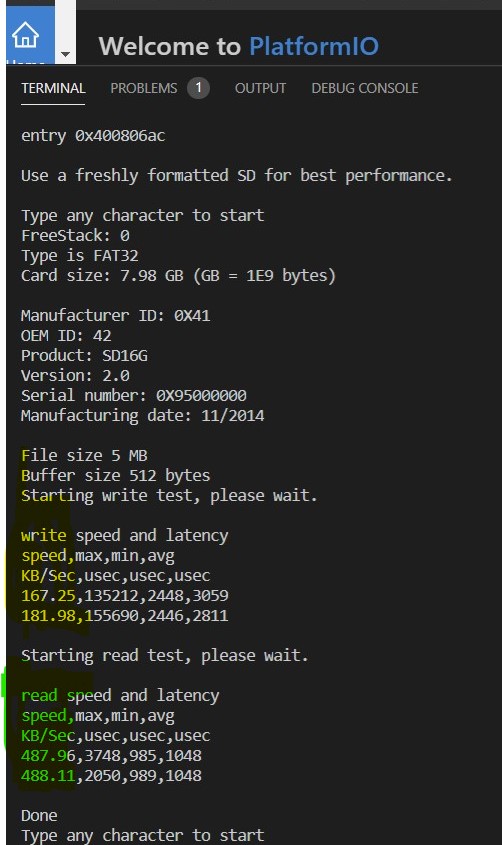 Home
Welcome to PlatformIO
TERMINAL PROBLEMS 1 OUTPUT DEBUG CONSOLE
entry 0x400806ac
Use a freshly formatted SD for best performance.
Type any character to start
FreeStack: 0
Type is FAT32
Card size: 7.98 GB (GB = 1E9 bytes)
Manufacturer ID: 0X41
OEM ID: 42
Product: SD16G
Version: 2.0
Serial number: 0X95000000
Manufacturing date: 11/2014
File size 5 MB
Buffer size 512 bytes
Starting write test, please wait.
write speed and latency
speed,max,min,avg
KB/Sec,usec,usec,usec
167.25,135212,2448,3059
181.98,155690,2446,2811
Starting read test, please wait.
read speed and latency
speed,max,min,avg
KB/Sec,usec,usec,usec
487.96,3748,985,1048
488.11,2050,989,1048
Done
Type any character to start